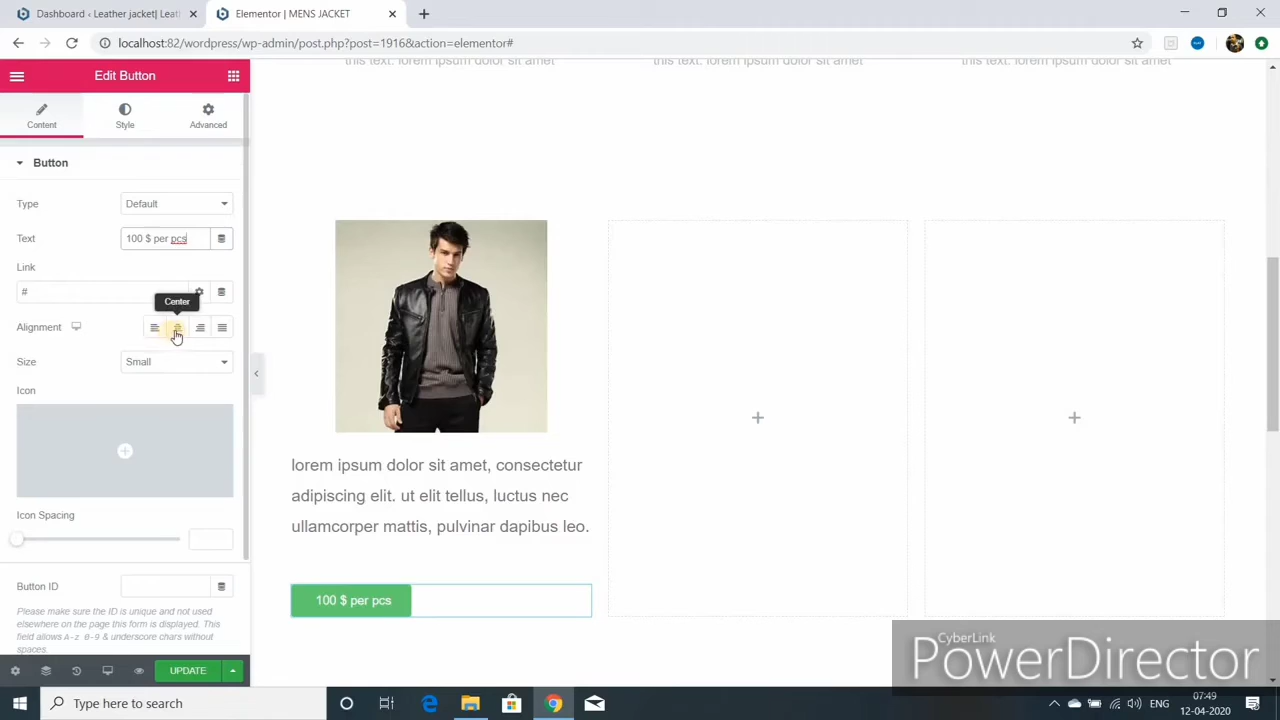 Dashboard ‹ Leather jacket| Leat
Elementor | MENS JACKET
localhost:82/wordpress/wp-admin/post.php?post=1916&action=elementor#
this text. lorem ipsum dolor sit amet
this text. lorem ipsum dolor sit amet
this text. lorem ipsum dolor sit amet
Edit Button
Content
Style
Advanced
Button
Type
Default
Text
100 $ per pcs
Link
#
Center
Alignment
Size
Small
Icon
Icon Spacing
Button ID
Please make sure the ID is unique and not used
elsewhere on the page this form is displayed. This
field allows A-z 0-9 & underscore chars without
spaces.
UPDATE
lorem ipsum dolor sit amet, consectetur
adipiscing elit. ut elit tellus, luctus nec
ullamcorper mattis, pulvinar dapibus leo.
100 $ per pcs
CyberLink
PowerDirector
Type here to search
ENG
07:49
12-04-2020